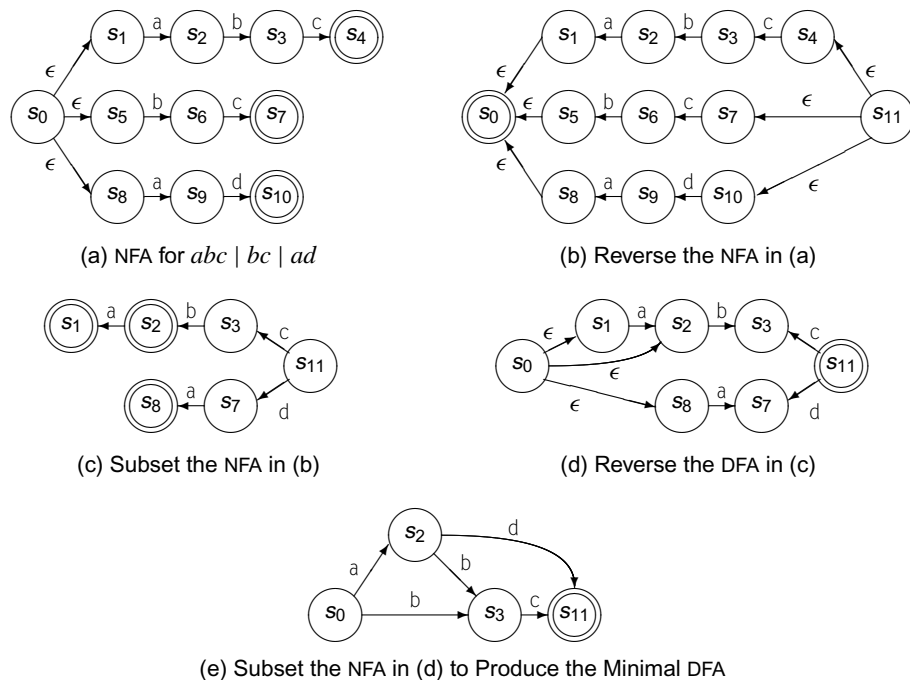 s1 a s2 b s3 c s4
ϵ
s0 ϵ s5 b s6 c s7
ϵ
s8 a s9 d s10
(a) NFA for abc | bc | ad
s1 a s2 b s3 c s4
ϵ ϵ
s0 ϵ s5 b s6 c s7 ϵ s11
ϵ ϵ
s8 a s9 d s10
(b) Reverse the NFA in (a)
s1 a s2 b s3 c
s11
s8 a s7 d
(c) Subset the NFA in (b)
s1 a s2 b s3 c
ϵ
s0 ϵ s11
ϵ
s8 a s7 d
(d) Reverse the DFA in (c)
s2 d
a b
s0 b s3 c s11
(e) Subset the NFA in (d) to Produce the Minimal DFA